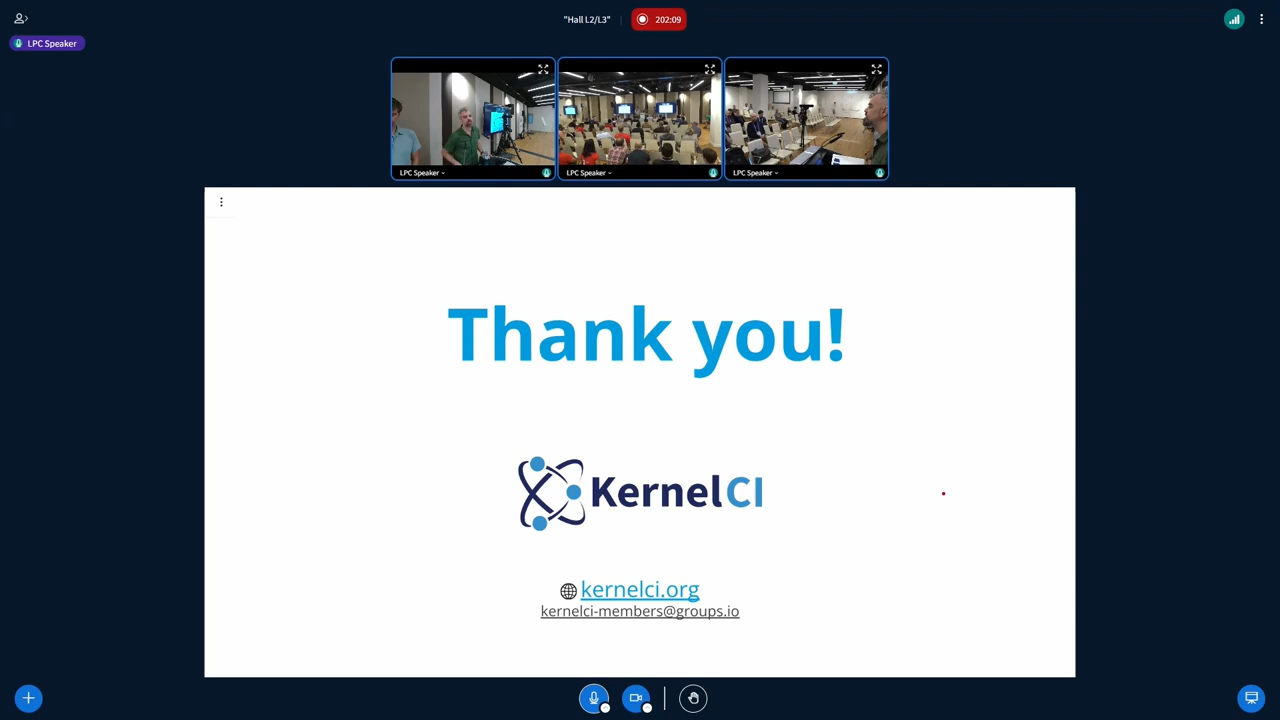 "Hall L2/L3"
202:09
LPC Speaker
LPC Speaker
LPC Speaker
LPC Speaker
Thank you!
KernelCI
kernelci.org
kernelci-members@groups.io